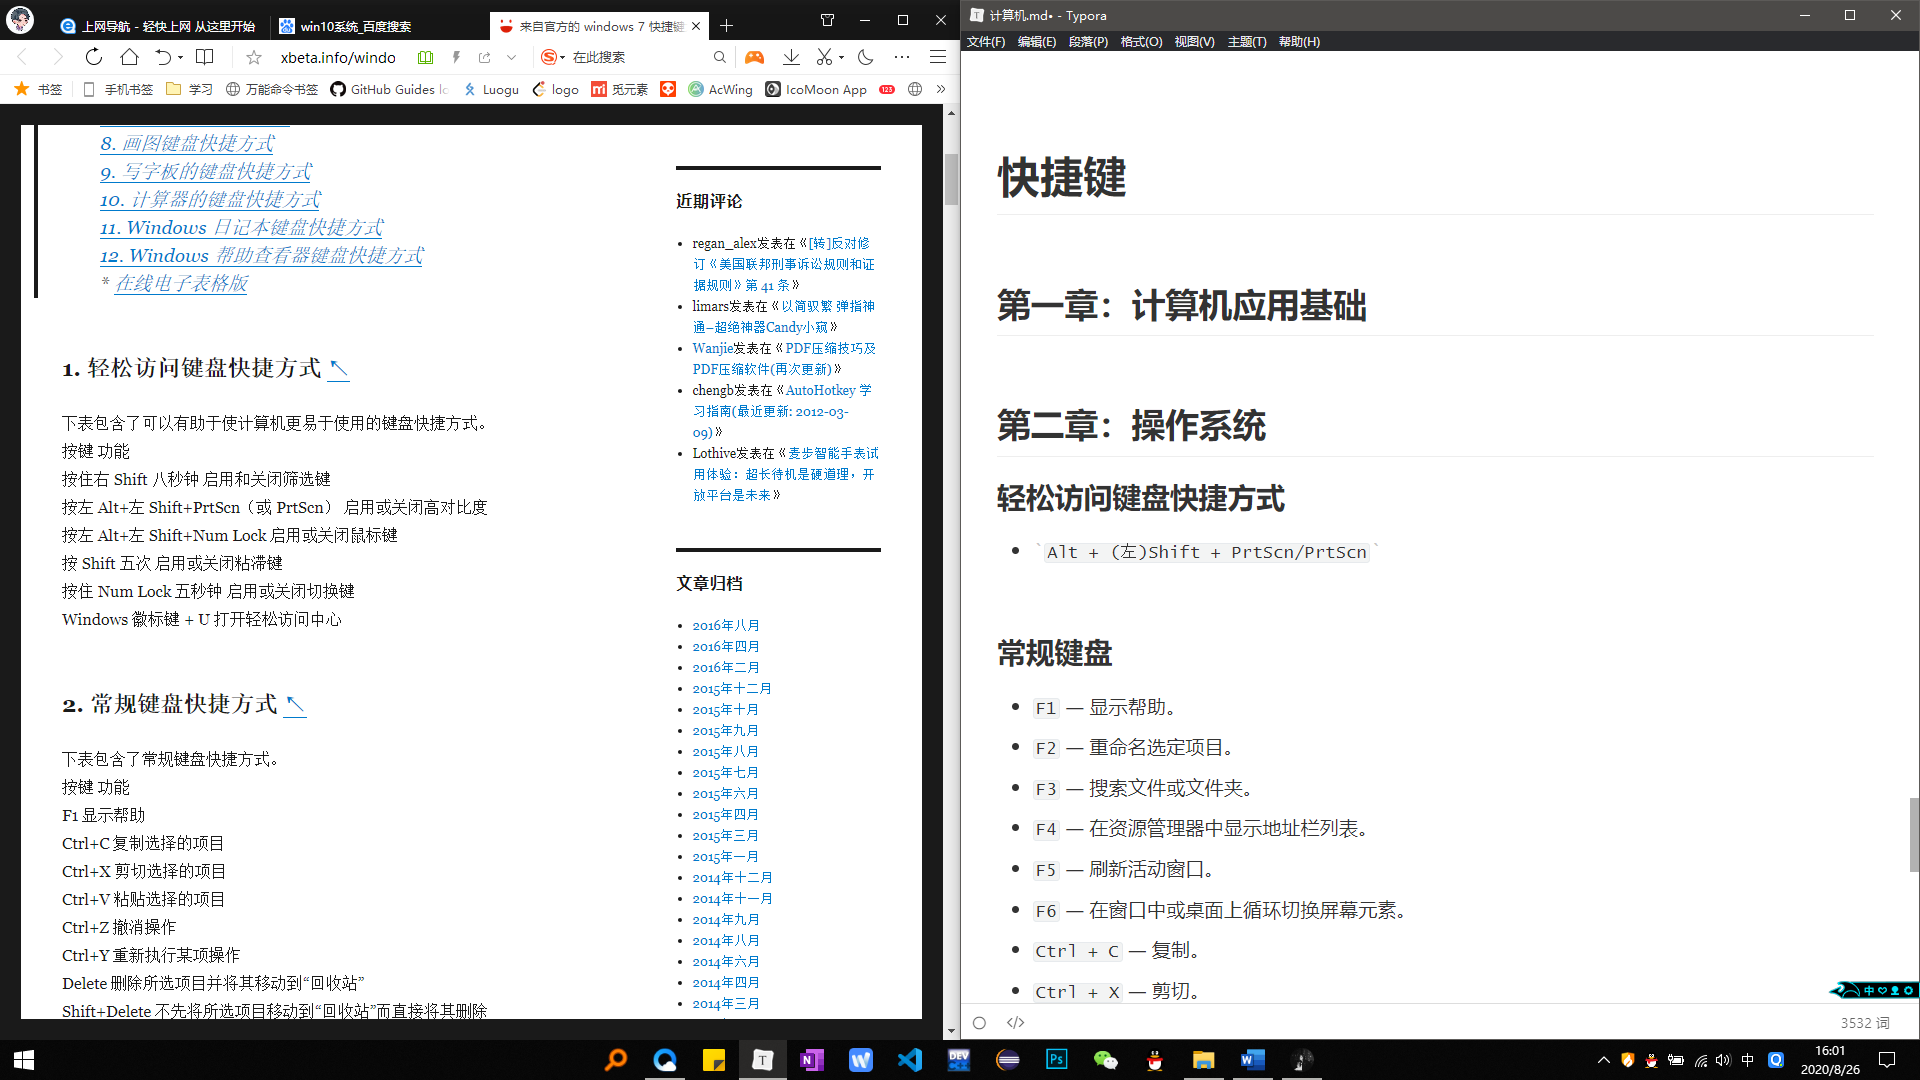 上网导航 - 轻快上网 从这里开始
win10系统_百度搜索
来自官方的 windows 7 快捷键
xbeta.info/windo
在此搜索
书签
手机书签
学习
万能命令书签
GitHub Guides lo
Luogu
logo
觅元素
AcWing
IcoMoon App
123
8. 画图键盘快捷方式
9. 写字板的键盘快捷方式
10. 计算器的键盘快捷方式
11. Windows 日记本键盘快捷方式
12. Windows 帮助查看器键盘快捷方式
* 在线电子表格版
1. 轻松访问键盘快捷方式
下表包含了可以有助于使计算机更易于使用的键盘快捷方式。
按键 功能
按住右 Shift 八秒钟 启用和关闭筛选键
按左 Alt+左 Shift+PrtScn（或 PrtScn） 启用或关闭高对比度
按左 Alt+左 Shift+Num Lock 启用或关闭鼠标键
按 Shift 五次 启用或关闭粘滞键
按住 Num Lock 五秒钟 启用或关闭切换键
Windows 徽标键 + U 打开轻松访问中心
2. 常规键盘快捷方式
下表包含了常规键盘快捷方式。
按键 功能
F1 显示帮助
Ctrl+C 复制选择的项目
Ctrl+X 剪切选择的项目
Ctrl+V 粘贴选择的项目
Ctrl+Z 撤消操作
Ctrl+Y 重新执行某项操作
Delete 删除所选项目并将其移动到“回收站”
Shift+Delete 不先将所选项目移动到“回收站”而直接将其删除
近期评论
regan_alex发表在《[转]反对修
订《美国联邦刑事诉讼规则和证
据规则》第 41 条》
limars发表在《以简驭繁 弹指神
通–超绝神器Candy小窥》
Wanjie发表在《PDF压缩技巧及
PDF压缩软件(再次更新)》
chengb发表在《AutoHotkey 学
习指南(最近更新: 2012-03-
09)》
Lothive发表在《麦步智能手表试
用体验：超长待机是硬道理，开
放平台是未来》
文章归档
2016年八月
2016年四月
2016年二月
2015年十二月
2015年十月
2015年九月
2015年八月
2015年七月
2015年六月
2015年四月
2015年三月
2015年一月
2014年十二月
2014年十一月
2014年九月
2014年八月
2014年六月
2014年四月
2014年三月
计算机.md• - Typora
文件(F) 编辑(E) 段落(P) 格式(O) 视图(V) 主题(T) 帮助(H)
快捷键
第一章：计算机应用基础
第二章：操作系统
轻松访问键盘快捷方式
`Alt + (左)Shift + PrtScn/PrtScn`
常规键盘
F1 — 显示帮助。
F2 — 重命名选定项目。
F3 — 搜索文件或文件夹。
F4 — 在资源管理器中显示地址栏列表。
F5 — 刷新活动窗口。
F6 — 在窗口中或桌面上循环切换屏幕元素。
Ctrl + C — 复制。
Ctrl + X — 剪切。
中
</>
3532 词
DEV
Ps
中
16:01
2020/8/26